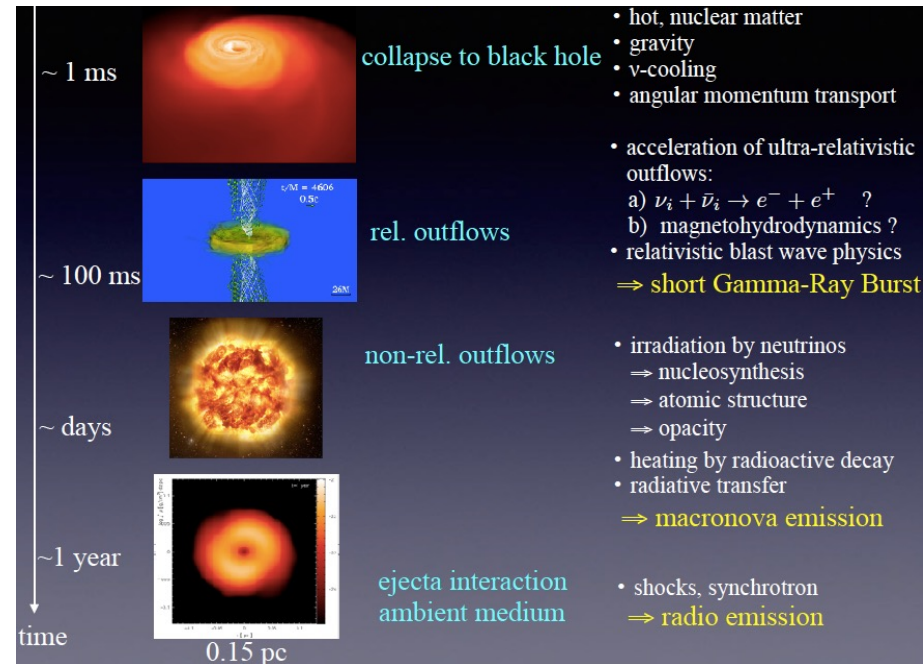 • hot, nuclear matter
• gravity
• ν-cooling
• angular momentum transport
~ 1 ms
collapse to black hole
• acceleration of ultra-relativistic
outflows:
a) νᵢ + ν̄ᵢ → e⁻ + e⁺ ?
b) magnetohydrodynamics ?
• relativistic blast wave physics
⇒ short Gamma-Ray Burst
t/M = 4606
0.5c
26M
rel. outflows
~ 100 ms
non-rel. outflows
• irradiation by neutrinos
⇒ nucleosynthesis
⇒ atomic structure
⇒ opacity
• heating by radioactive decay
• radiative transfer
⇒ macronova emission
~ days
~1 year
ejecta interaction
ambient medium
• shocks, synchrotron
⇒ radio emission
time
0.15 pc